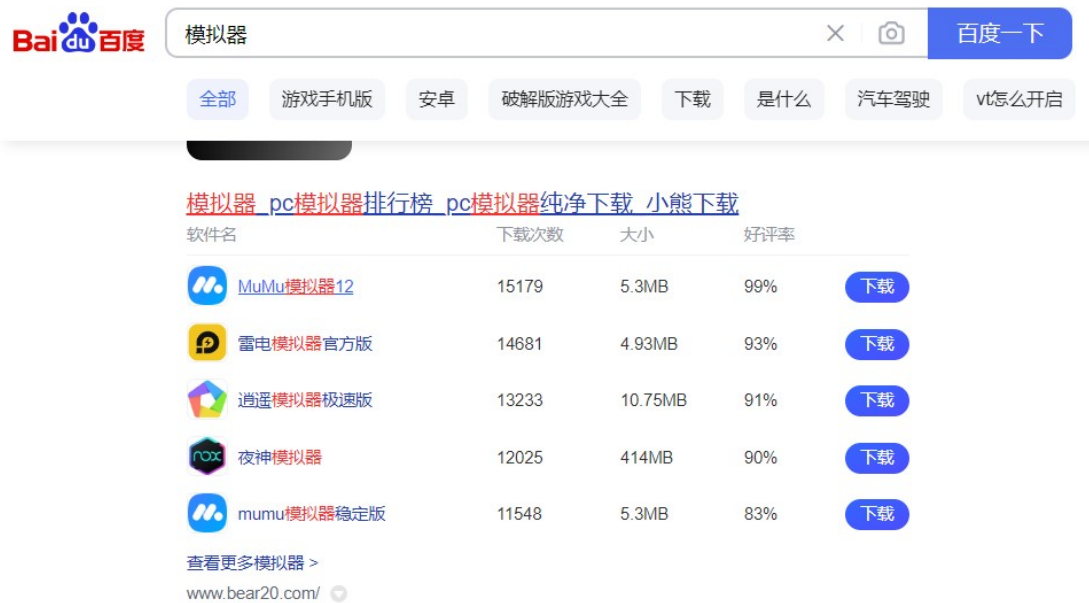 Bai du 百度 模拟器 百度一下
全部 游戏手机版 安卓 破解版游戏大全 下载 是什么 汽车驾驶 vt怎么开启
模拟器_pc模拟器排行榜_pc模拟器纯净下载_小熊下载
软件名 下载次数 大小 好评率
MuMu模拟器12 15179 5.3MB 99% 下载
雷电模拟器官方版 14681 4.93MB 93% 下载
逍遥模拟器极速版 13233 10.75MB 91% 下载
nox 夜神模拟器 12025 414MB 90% 下载
mumu模拟器稳定版 11548 5.3MB 83% 下载
查看更多模拟器 >
www.bear20.com/